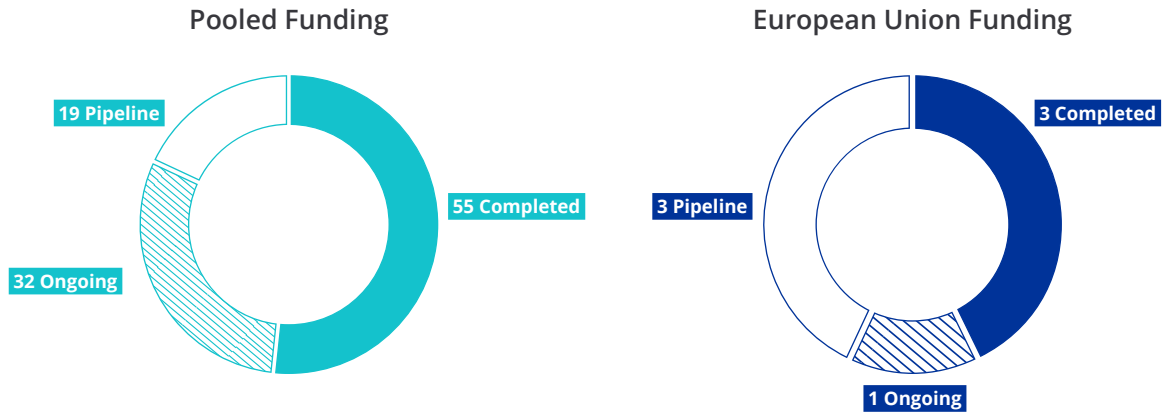 Pooled Funding
19 Pipeline
55 Completed
32 Ongoing
European Union Funding
3 Completed
3 Pipeline
1 Ongoing